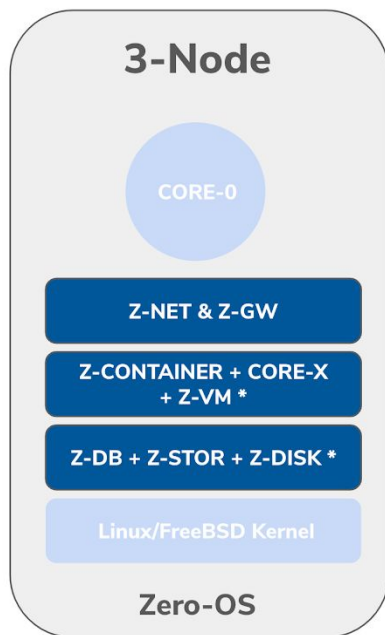 3-Node
CORE-0
Z-NET & Z-GW
Z-CONTAINER + CORE-X
+ Z-VM *
Z-DB + Z-STOR + Z-DISK *
Linux/FreeBSD Kernel
Zero-OS